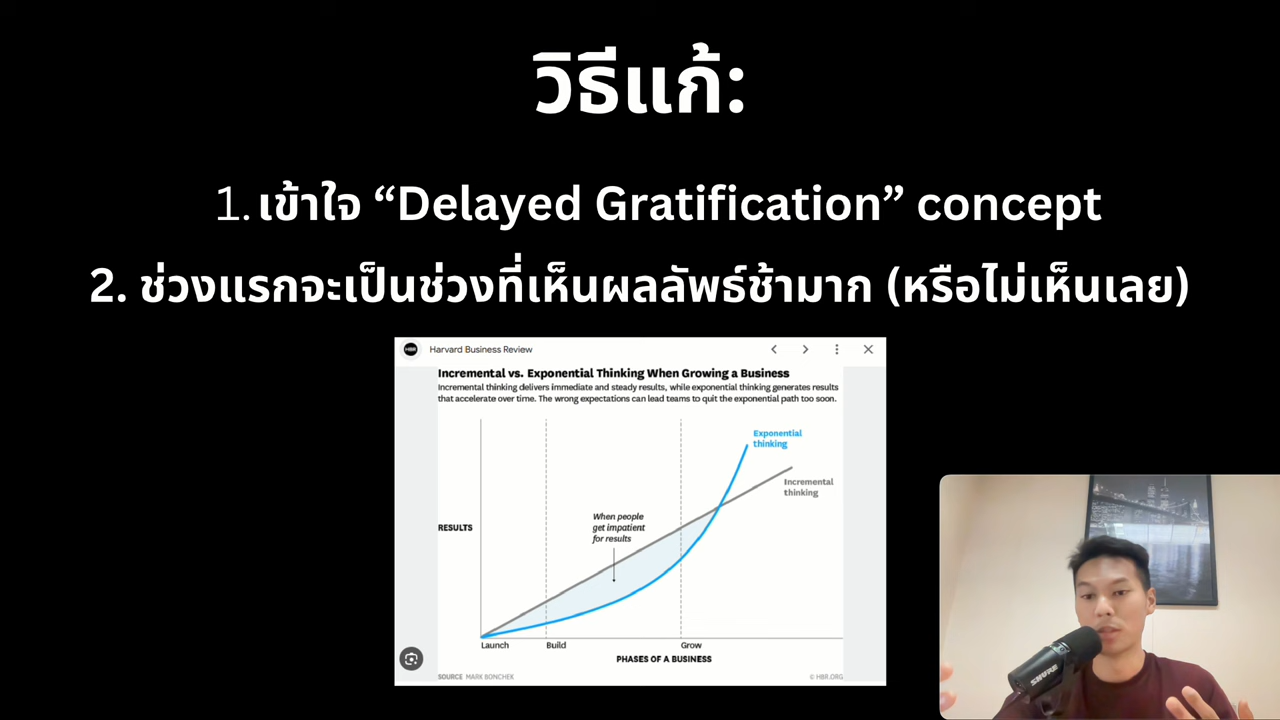 วิธีแก้:
1. เข้าใจ “Delayed Gratification” concept
2. ช่วงแรกจะเป็นช่วงที่เห็นผลลัพธ์ช้ามาก (หรือไม่เห็นเลย)
HBR Harvard Business Review
Incremental vs. Exponential Thinking When Growing a Business
Incremental thinking delivers immediate and steady results, while exponential thinking generates results
that accelerate over time. The wrong expectations can lead teams to quit the exponential path too soon.
Exponential
thinking
Incremental
thinking
When people
get impatient
for results
RESULTS
Launch Build Grow
PHASES OF A BUSINESS
SOURCE MARK BONCHEK © HBR.ORG
SHURE